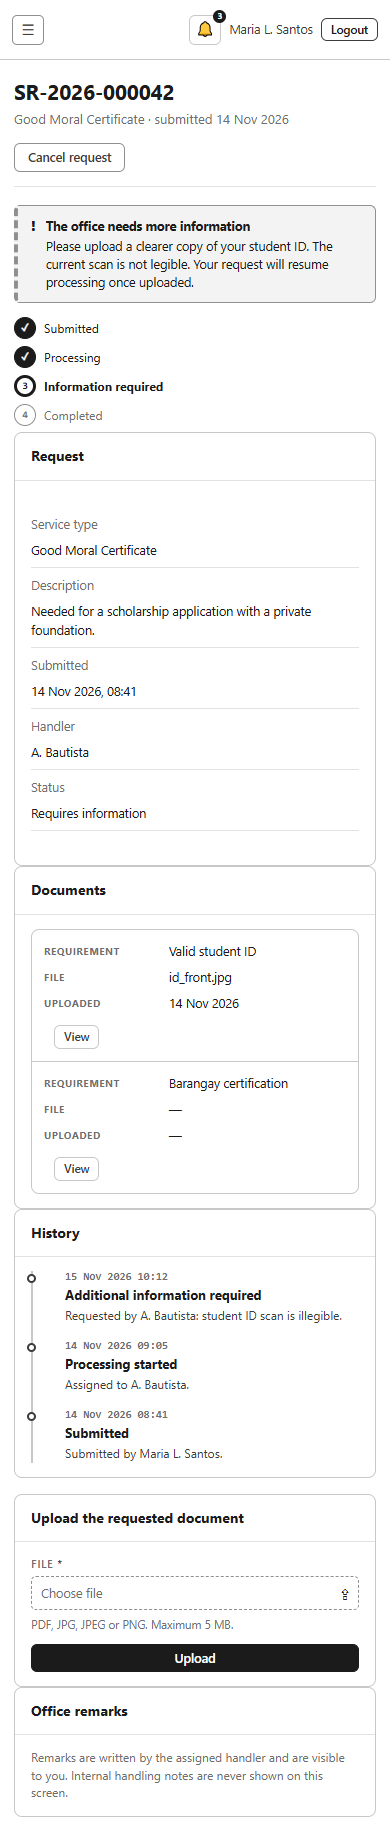 ☰
3
Maria L. Santos
Logout
SR-2026-000042
Good Moral Certificate · submitted 14 Nov 2026
Cancel request
! The office needs more information
Please upload a clearer copy of your student ID. The
current scan is not legible. Your request will resume
processing once uploaded.
✓ Submitted
✓ Processing
3 Information required
4 Completed
Request
Service type
Good Moral Certificate
Description
Needed for a scholarship application with a private
foundation.
Submitted
14 Nov 2026, 08:41
Handler
A. Bautista
Status
Requires information
Documents
REQUIREMENT Valid student ID
FILE id_front.jpg
UPLOADED 14 Nov 2026
View
REQUIREMENT Barangay certification
FILE —
UPLOADED —
View
History
15 Nov 2026 10:12
Additional information required
Requested by A. Bautista: student ID scan is illegible.
14 Nov 2026 09:05
Processing started
Assigned to A. Bautista.
14 Nov 2026 08:41
Submitted
Submitted by Maria L. Santos.
Upload the requested document
FILE *
Choose file
PDF, JPG, JPEG or PNG. Maximum 5 MB.
Upload
Office remarks
Remarks are written by the assigned handler and are visible
to you. Internal handling notes are never shown on this
screen.